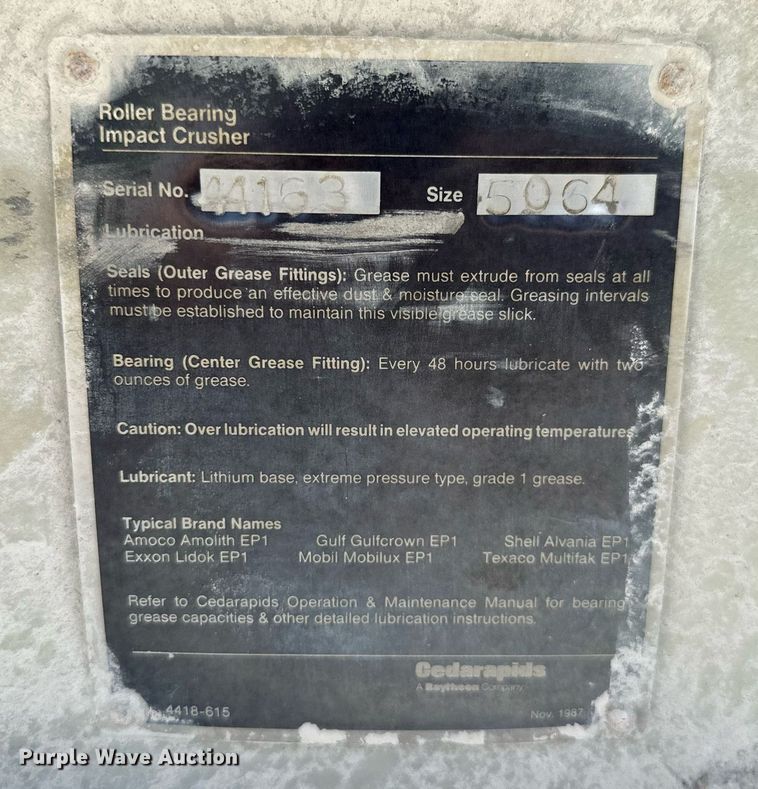 Roller Bearing
Impact Crusher
Serial No. 44163 Size 5064
Lubrication
Seals (Outer Grease Fittings): Grease must extrude from seals at all
times to produce an effective dust & moisture seal. Greasing intervals
must be established to maintain this visible grease slick.
Bearing (Center Grease Fitting): Every 48 hours lubricate with two
ounces of grease.
Caution: Over lubrication will result in elevated operating temperatures
Lubricant: Lithium base, extreme pressure type, grade 1 grease.
Typical Brand Names
Amoco Amolith EP1 Gulf Gulfcrown EP1 Shell Alvania EP1
Exxon Lidok EP1 Mobil Mobilux EP1 Texaco Multifak EP1
Refer to Cedarapids Operation & Maintenance Manual for bearing
grease capacities & other detailed lubrication instructions.
Cedarapids
A Raytheon Company
4418-615 Nov. 1987
Purple Wave Auction